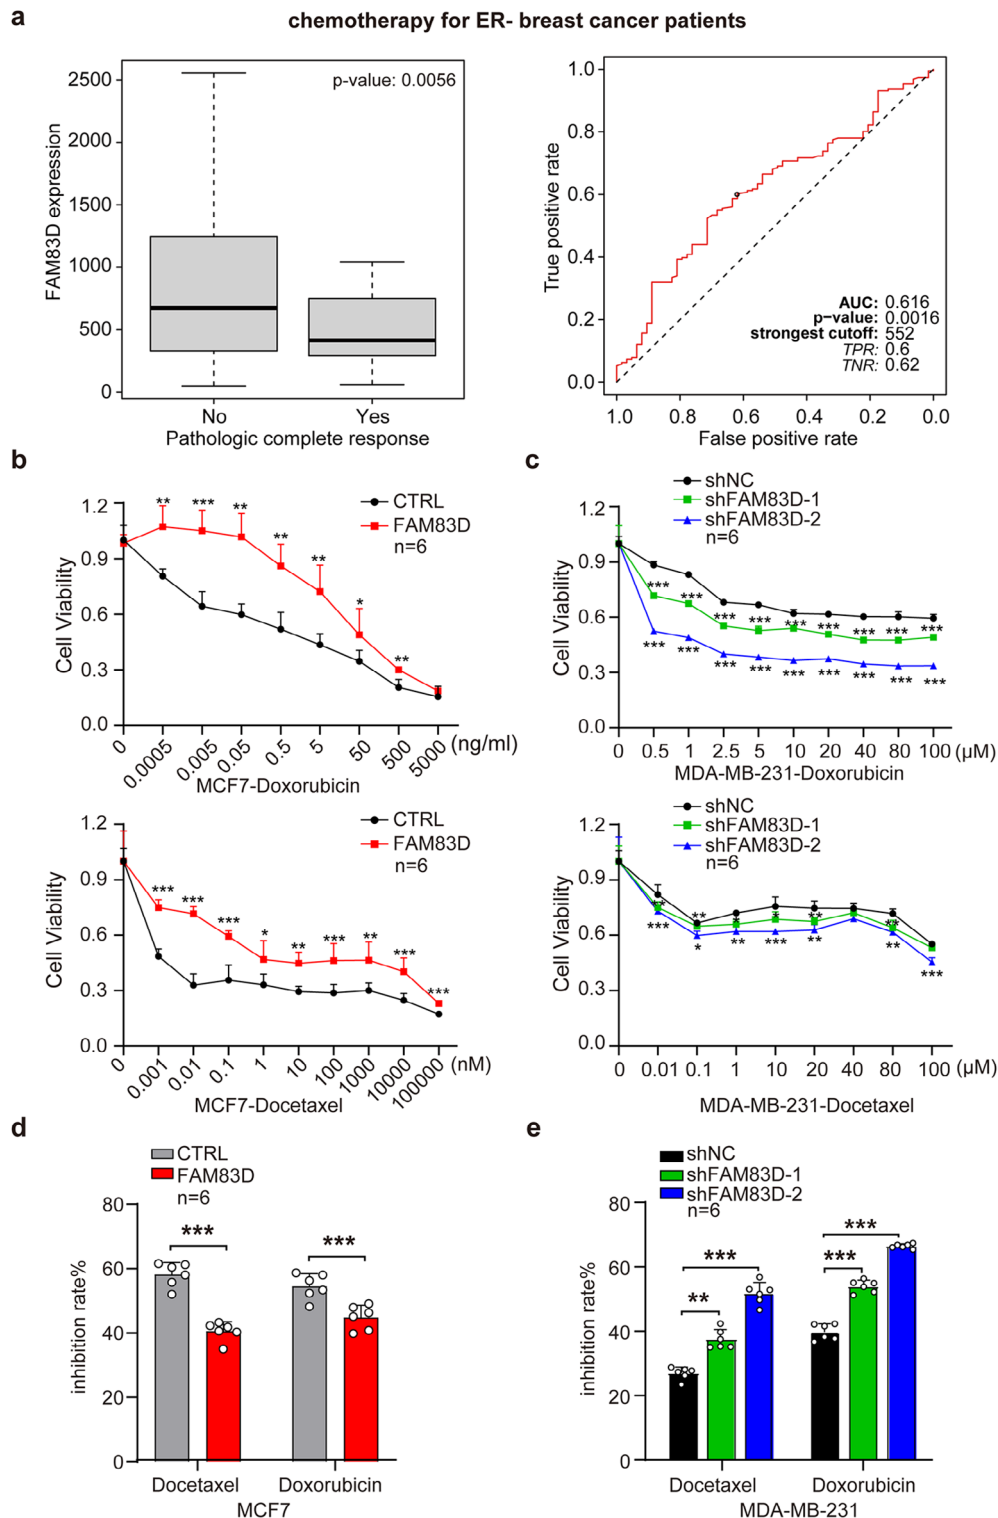 a
chemotherapy for ER- breast cancer patients
p-value: 0.0056
FAM83D expression
2500
2000
1500
1000
500
0
No Yes
Pathologic complete response
True positive rate
1.0
0.8
0.6
0.4
0.2
0.0
AUC: 0.616
p-value: 0.0016
strongest cutoff: 552
TPR: 0.6
TNR: 0.62
1.0 0.8 0.6 0.4 0.2 0.0
False positive rate
b
CTRL
FAM83D
n=6
Cell Viability
1.2
0.9
0.6
0.3
0.0
** *** ** ** ** * **
0 0.0005 0.005 0.05 0.5 5 50 500 5000 (ng/ml)
MCF7-Doxorubicin
CTRL
FAM83D
n=6
Cell Viability
1.2
0.9
0.6
0.3
0.0
*** *** *** * ** *** ** *** ***
0 0.001 0.01 0.1 1 10 100 1000 10000 100000 (nM)
MCF7-Docetaxel
c
shNC
shFAM83D-1
shFAM83D-2
n=6
Cell Viability
1.2
0.9
0.6
0.3
0.0
*** *** *** *** *** *** *** *** ***
*** *** *** *** *** *** *** *** ***
0 0.5 1 2.5 5 10 20 40 80 100 (μM)
MDA-MB-231-Doxorubicin
shNC
shFAM83D-1
shFAM83D-2
n=6
Cell Viability
1.2
0.9
0.6
0.3
0.0
** ** * * ** **
*** * ** *** ** ** ***
0 0.01 0.1 1 10 20 40 80 100 (μM)
MDA-MB-231-Docetaxel
d
CTRL
FAM83D
n=6
inhibition rate%
80
60
40
20
0
*** ***
Docetaxel Doxorubicin
MCF7
e
shNC
shFAM83D-1
shFAM83D-2
n=6
inhibition rate%
80
60
40
20
0
*** ***
** ***
Docetaxel Doxorubicin
MDA-MB-231